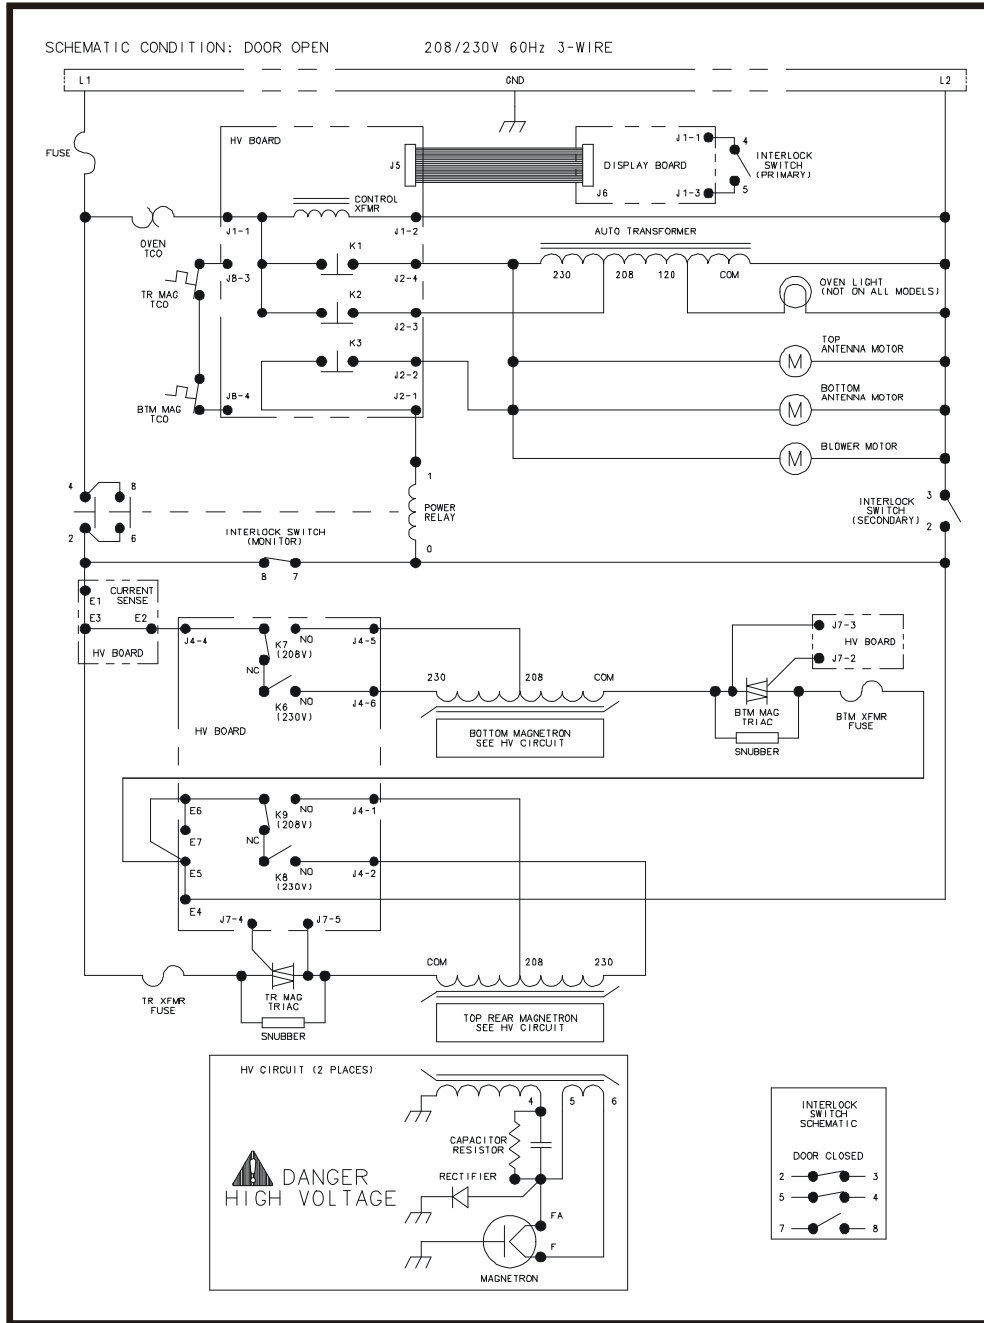 SCHEMATIC CONDITION: DOOR OPEN
208/230V 60Hz 3-WIRE
L1
GND
L2
FUSE
HV BOARD
J5
J6
DISPLAY BOARD
J1-1
J1-3
4
5
INTERLOCK
SWITCH
(PRIMARY)
CONTROL
XFMR
OVEN
TCO
J1-1
J1-2
AUTO TRANSFORMER
K1
J8-3
J2-4
230
208
120
COM
OVEN LIGHT
(NOT ON ALL MODELS)
TR MAG
TCO
K2
J2-3
K3
J2-2
M
TOP
ANTENNA MOTOR
BTM MAG
TCO
J8-4
J2-1
M
BOTTOM
ANTENNA MOTOR
M
BLOWER MOTOR
4
8
2
6
1
POWER
RELAY
0
INTERLOCK
SWITCH
(SECONDARY)
3
2
INTERLOCK SWITCH
(MONITOR)
8
7
E1
CURRENT
SENSE
E3
E2
HV BOARD
J4-4
K7
(208V)
NO
J4-5
NC
K6
(230V)
NO
J4-6
HV BOARD
230
208
COM
BOTTOM MAGNETRON
SEE HV CIRCUIT
J7-3
HV BOARD
J7-2
BTM MAG
TRIAC
SNUBBER
BTM XFMR
FUSE
E6
K9
(208V)
NO
J4-1
E7
NC
E5
K8
(230V)
NO
J4-2
E4
J7-4
J7-5
TR XFMR
FUSE
TR MAG
TRIAC
SNUBBER
COM
208
230
TOP REAR MAGNETRON
SEE HV CIRCUIT
HV CIRCUIT (2 PLACES)
4
5
6
CAPACITOR
RESISTOR
RECTIFIER
DANGER
HIGH VOLTAGE
FA
F
MAGNETRON
INTERLOCK
SWITCH
SCHEMATIC
DOOR CLOSED
2
3
5
4
7
8